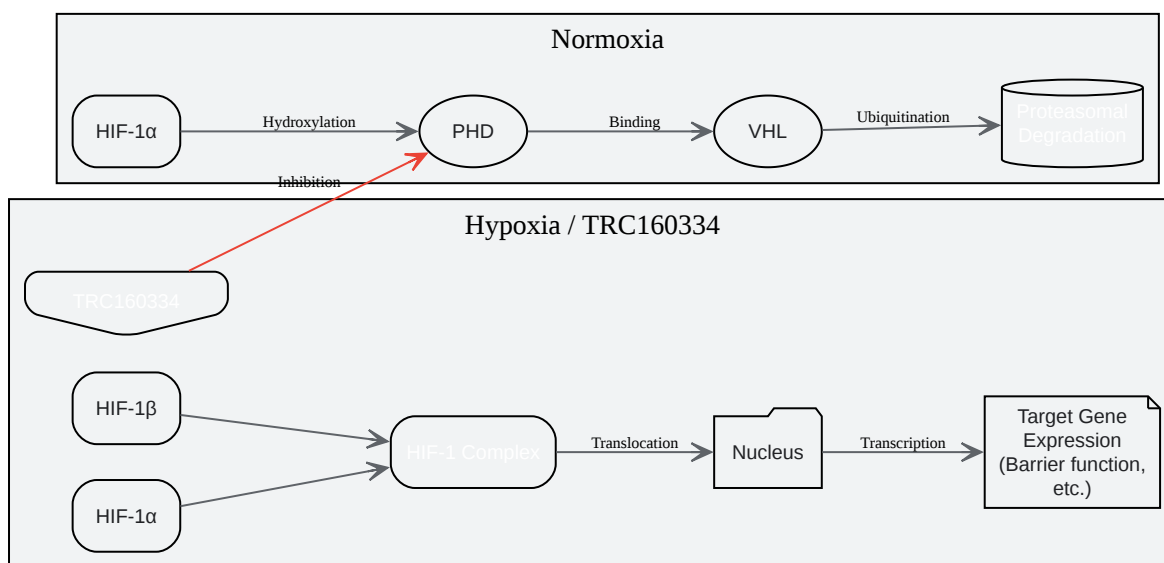 Normoxia
HIF-1α
Hydroxylation
PHD
Binding
VHL
Ubiquitination
Proteasomal
Degradation
Inhibition
Hypoxia / TRC160334
TRC160334
HIF-1β
HIF-1α
HIF-1 Complex
Translocation
Nucleus
Transcription
Target Gene
Expression
(Barrier function,
etc.)